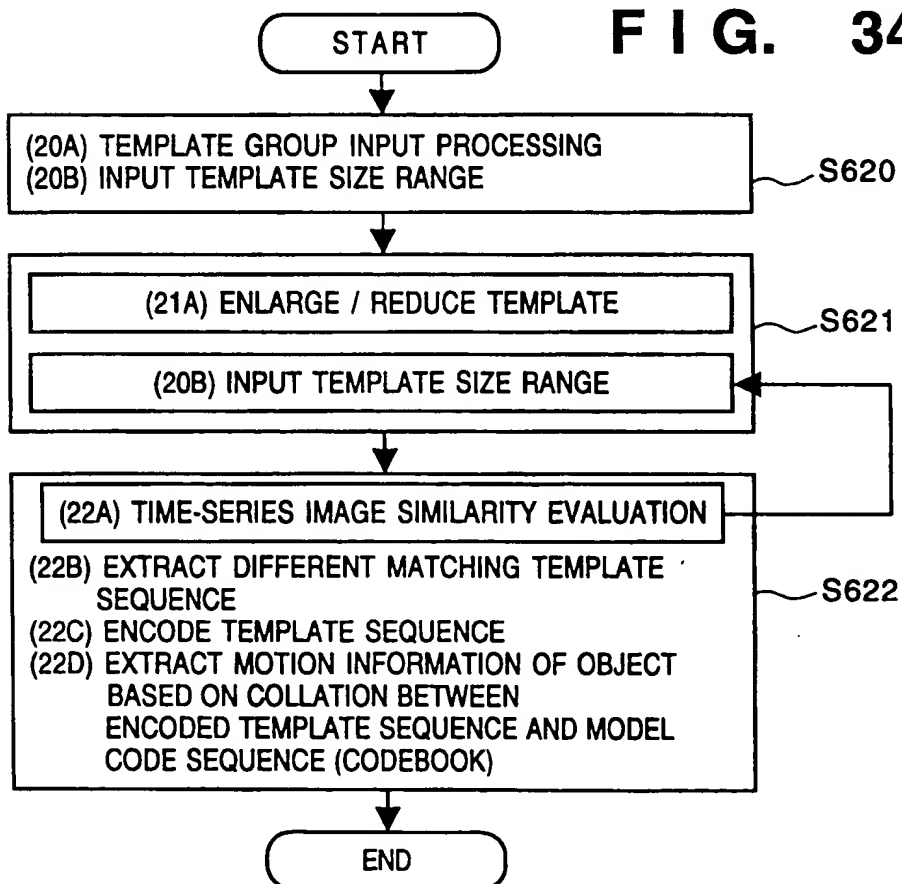 FIG. 34
START
(20A) TEMPLATE GROUP INPUT PROCESSING
(20B) INPUT TEMPLATE SIZE RANGE
S620
(21A) ENLARGE / REDUCE TEMPLATE
S621
(20B) INPUT TEMPLATE SIZE RANGE
(22A) TIME-SERIES IMAGE SIMILARITY EVALUATION
(22B) EXTRACT DIFFERENT MATCHING TEMPLATE
SEQUENCE
S622
(22C) ENCODE TEMPLATE SEQUENCE
(22D) EXTRACT MOTION INFORMATION OF OBJECT
BASED ON COLLATION BETWEEN
ENCODED TEMPLATE SEQUENCE AND MODEL
CODE SEQUENCE (CODEBOOK)
END